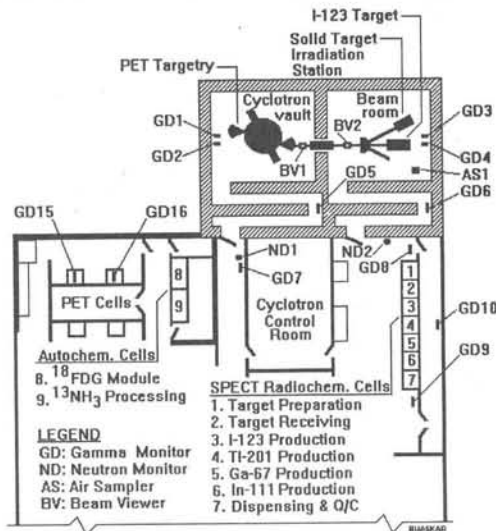 I-123 Target
Solid Target
Irradiation
Station
PET Targetry
Cyclotron
vault
Beam
room
GD1
GD2
BV1
BV2
GD3
GD4
AS1
GD5
GD6
GD15
GD16
ND1
GD7
ND2
GD8
PET Cells
8
9
Cyclotron
Control
Room
1
2
3
4
5
6
7
GD10
GD9
Autochem. Cells
8. 18FDG Module
9. 13NH3 Processing
SPECT Radiochem. Cells
1. Target Preparation
2. Target Receiving
3. I-123 Production
4. Tl-201 Production
5. Ga-67 Production
6. In-111 Production
7. Dispensing & Q/C
LEGEND
GD: Gamma Monitor
ND: Neutron Monitor
AS: Air Sampler
BV: Beam Viewer